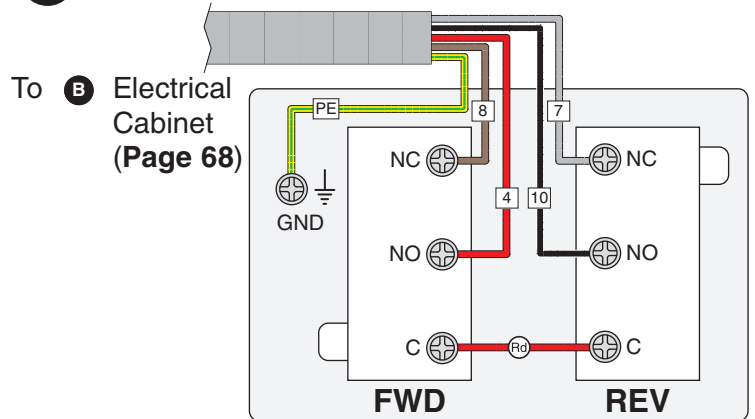 To B Electrical
Cabinet
(Page 68)
PE
8
7
NC
NC
4
10
GND
NO
NO
C
Rd
C
FWD
REV